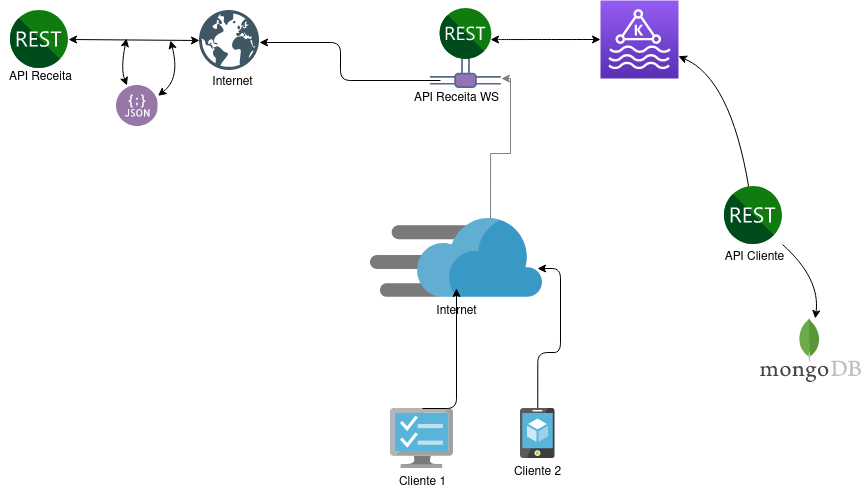 REST
API Receita
{;}
JSON
Internet
REST
API Receita WS
K
REST
API Cliente
mongoDB
Internet
Cliente 1
Cliente 2